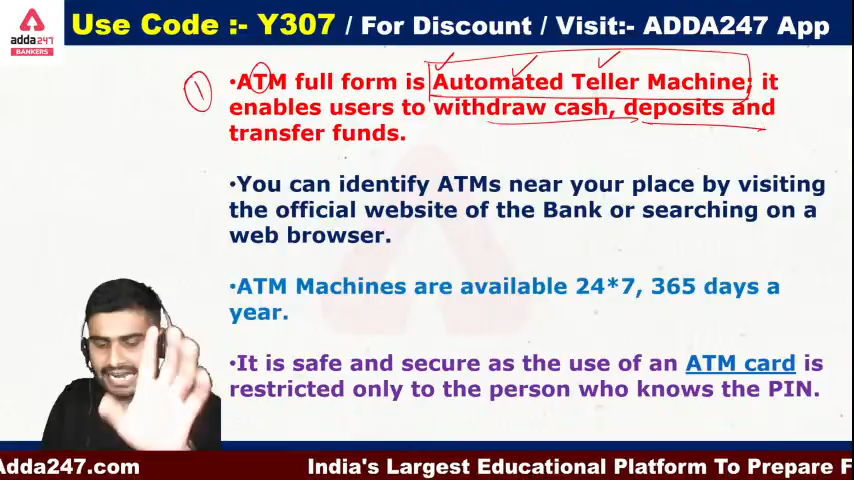 adda247
BANKERS
Use Code :- Y307 / For Discount / Visit:- ADDA247 App
1
•ATM full form is Automated Teller Machine; it
enables users to withdraw cash, deposits and
transfer funds.
•You can identify ATMs near your place by visiting
the official website of the Bank or searching on a
web browser.
•ATM Machines are available 24*7, 365 days a
year.
•It is safe and secure as the use of an ATM card is
restricted only to the person who knows the PIN.
Adda247.com India's Largest Educational Platform To Prepare F